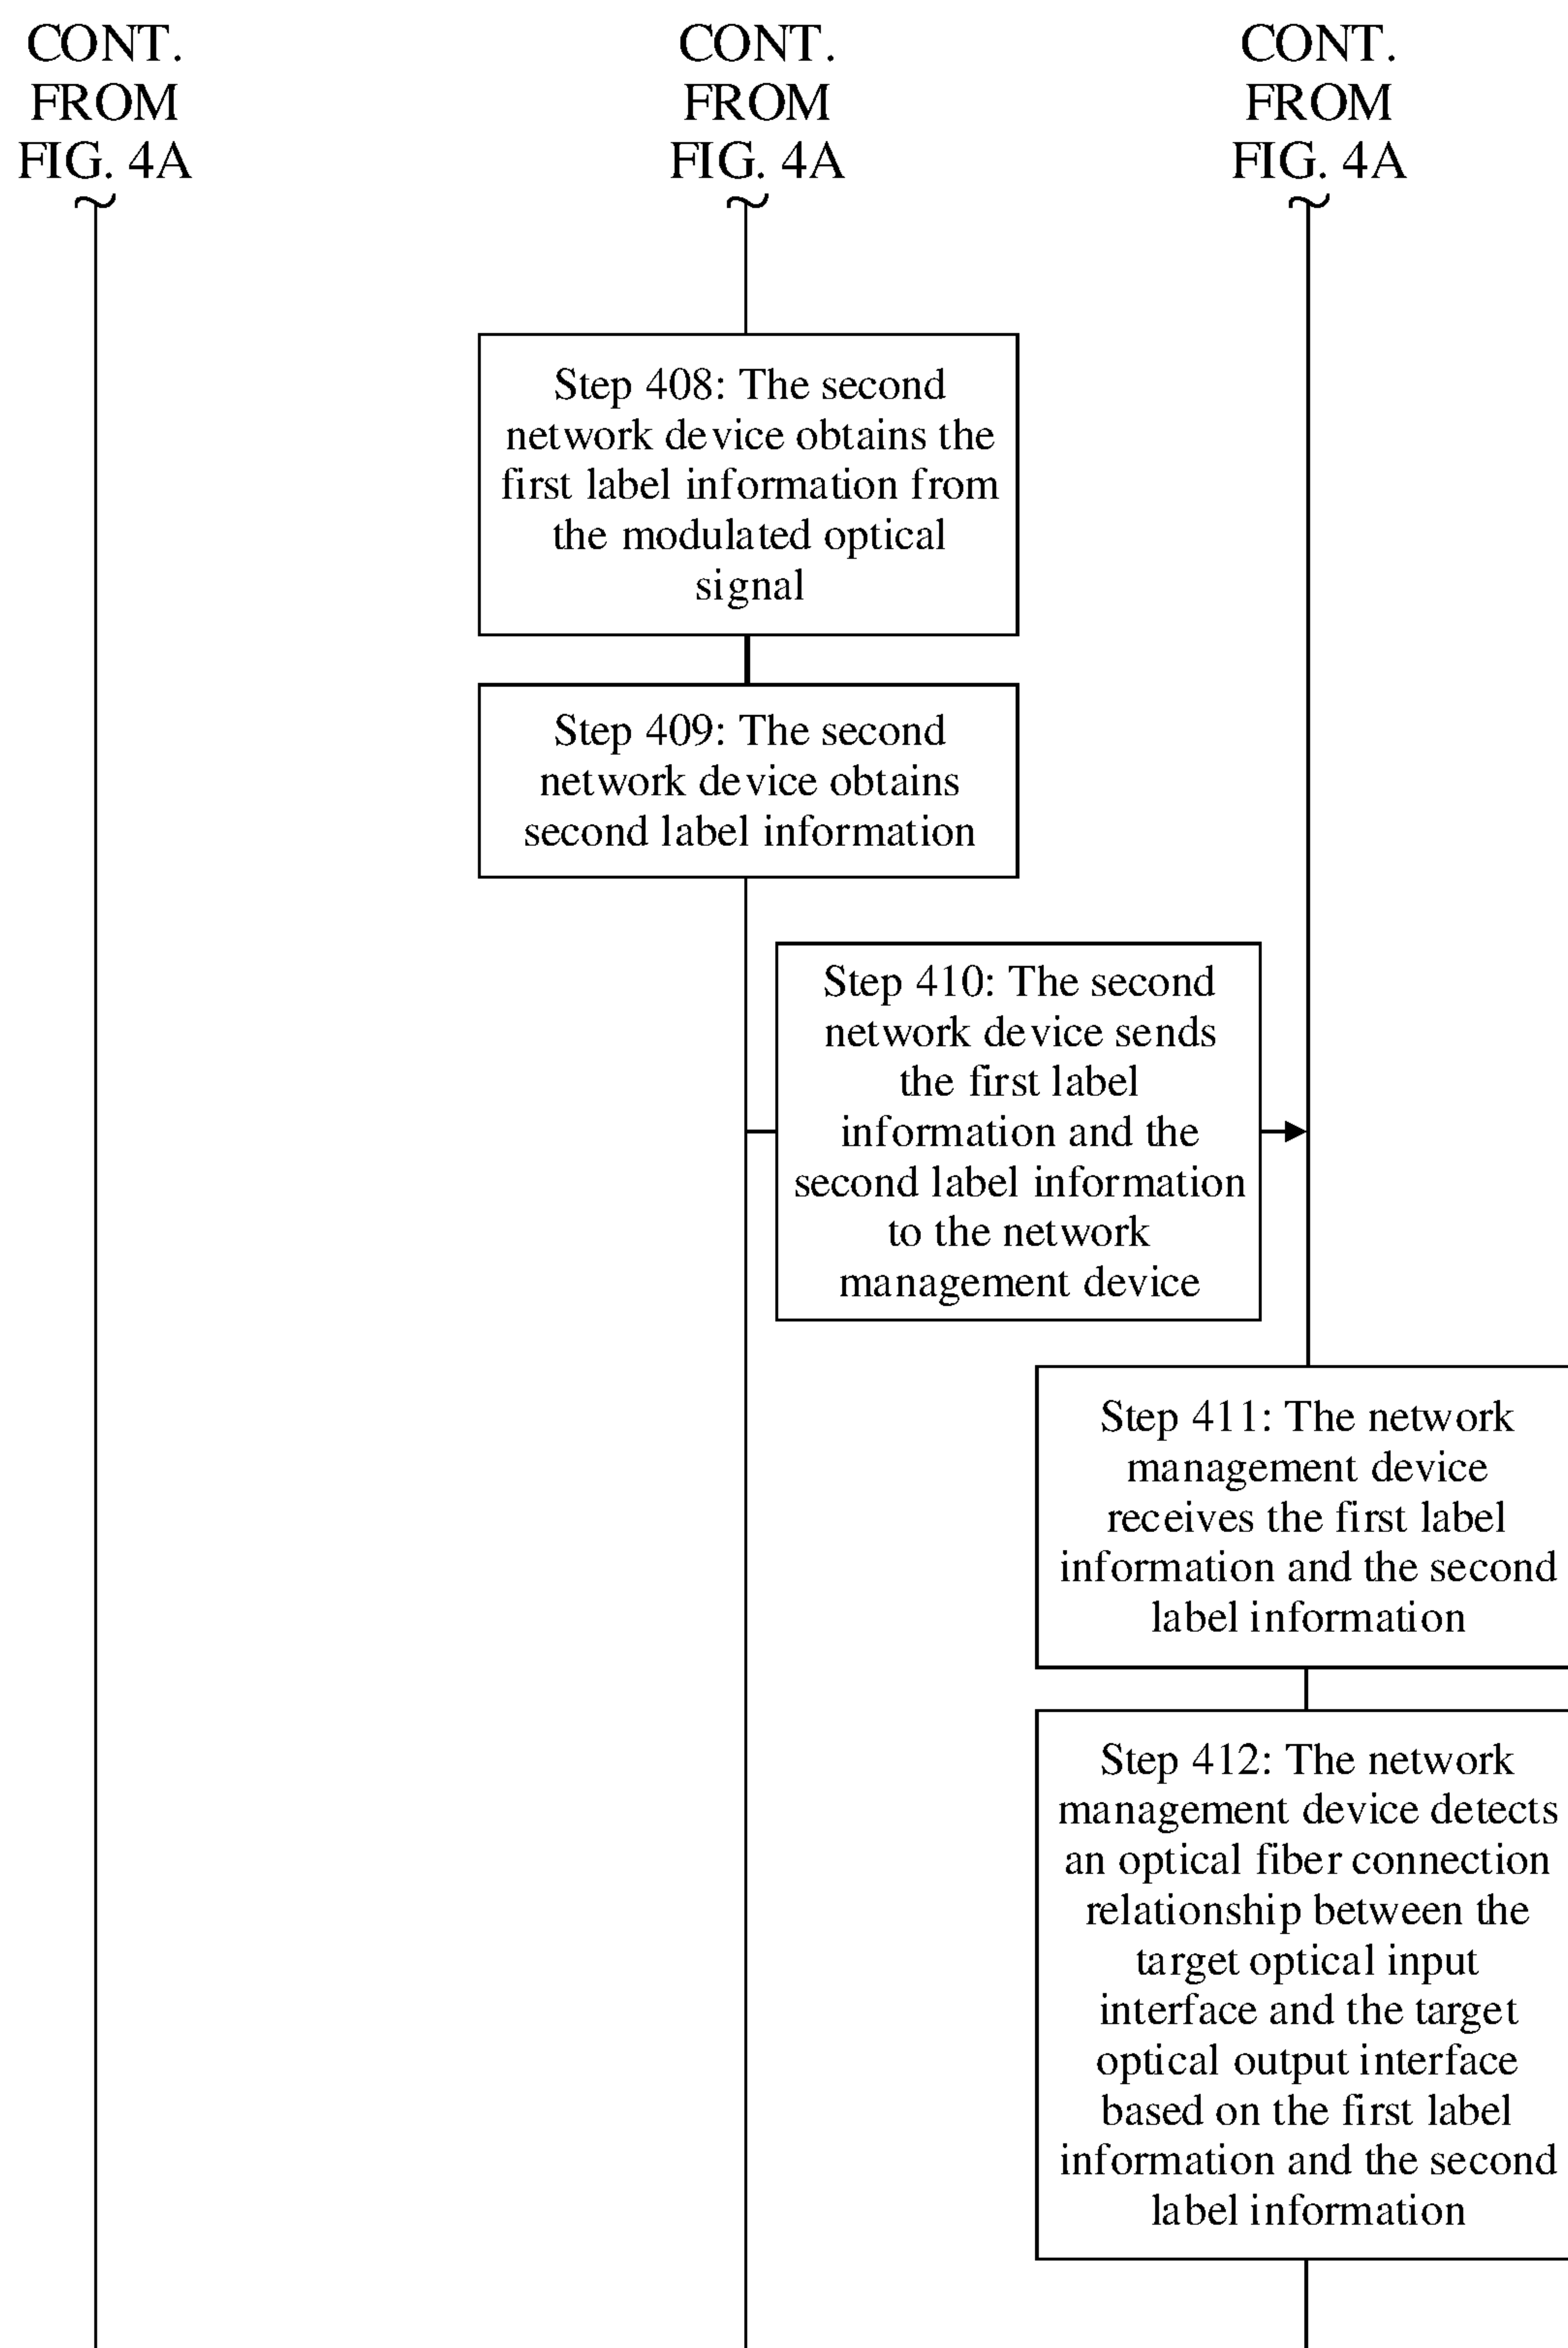 CONT.
FROM
FIG. 4A
CONT.
FROM
FIG. 4A
CONT.
FROM
FIG. 4A
Step 408: The second
network device obtains the
first label information from
the modulated optical
signal
Step 409: The second
network device obtains
second label information
Step 410: The second
network device sends
the first label
information and the
second label information
to the network
management device
Step 411: The network
management device
receives the first label
information and the second
label information
Step 412: The network
management device detects
an optical fiber connection
relationship between the
target optical input
interface and the target
optical output interface
based on the first label
information and the second
label information